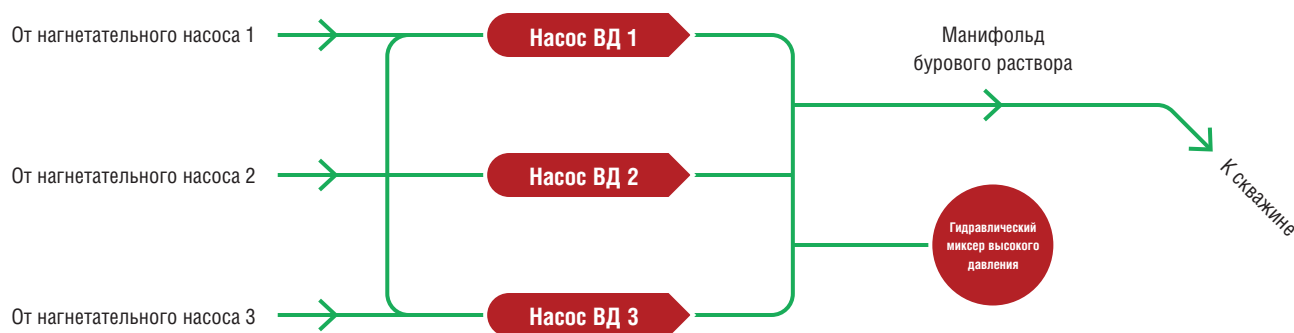 От нагнетательного насоса 1
Насос ВД 1
Манифольд
бурового раствора
От нагнетательного насоса 2
Насос ВД 2
К скважине
Гидравлический
миксер высокого
давления
От нагнетательного насоса 3
Насос ВД 3